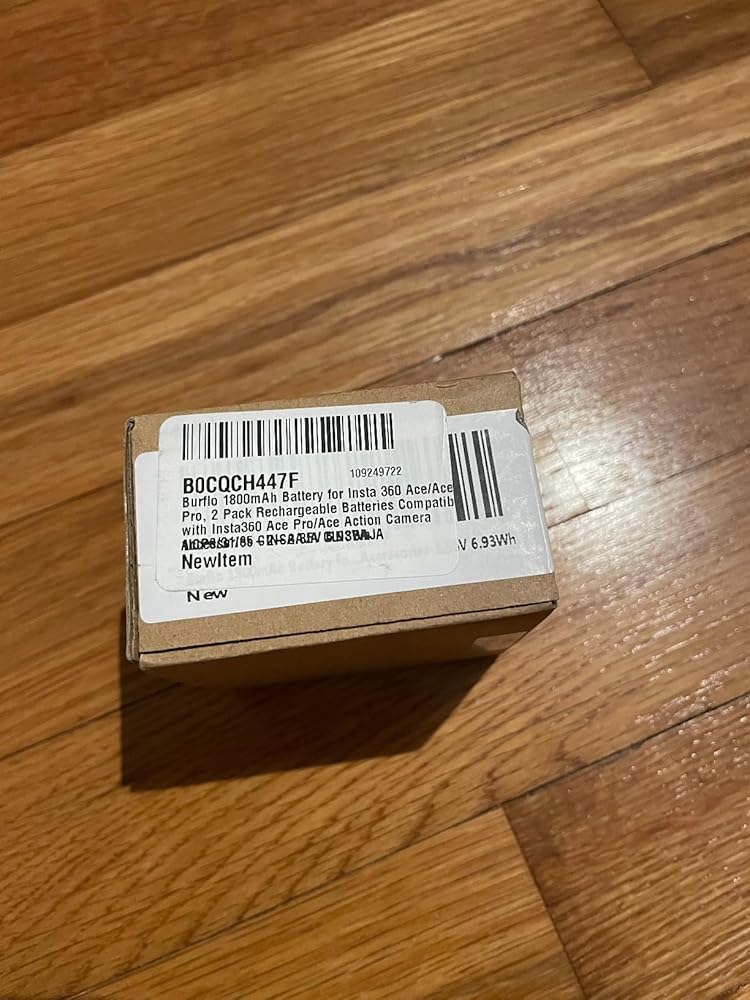 B0CQCH447F
109249722
Burflo 1800mAh Battery for Insta 360 Ace/Ace
Pro, 2 Pack Rechargeable Batteries Compatib
with Insta360 Ace Pro/Ace Action Camera
V 6.93Wh
NewItem
New